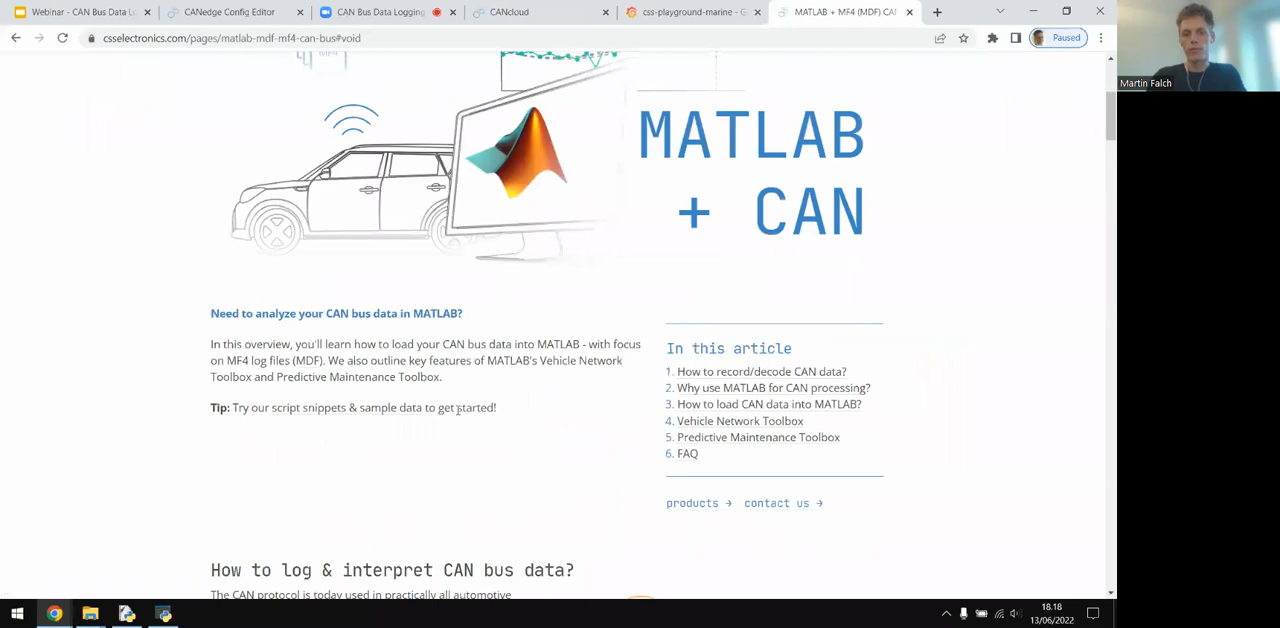 Webinar - CAN Bus Data Lo
CANedge Config Editor
CAN Bus Data Logging
CANcloud
css-playground-marine - G
MATLAB + MF4 (MDF) CA
csselectronics.com/pages/matlab-mdf-mf4-can-bus#void
Paused
Martin Falch
MATLAB
+ CAN
Need to analyze your CAN bus data in MATLAB?
In this overview, you'll learn how to load your CAN bus data into MATLAB - with focus
on MF4 log files (MDF). We also outline key features of MATLAB's Vehicle Network
Toolbox and Predictive Maintenance Toolbox.
Tip: Try our script snippets & sample data to get started!
In this article
1. How to record/decode CAN data?
2. Why use MATLAB for CAN processing?
3. How to load CAN data into MATLAB?
4. Vehicle Network Toolbox
5. Predictive Maintenance Toolbox
6. FAQ
products → contact us →
How to log & interpret CAN bus data?
The CAN protocol is today used in practically all automotive
18.18
13/06/2022